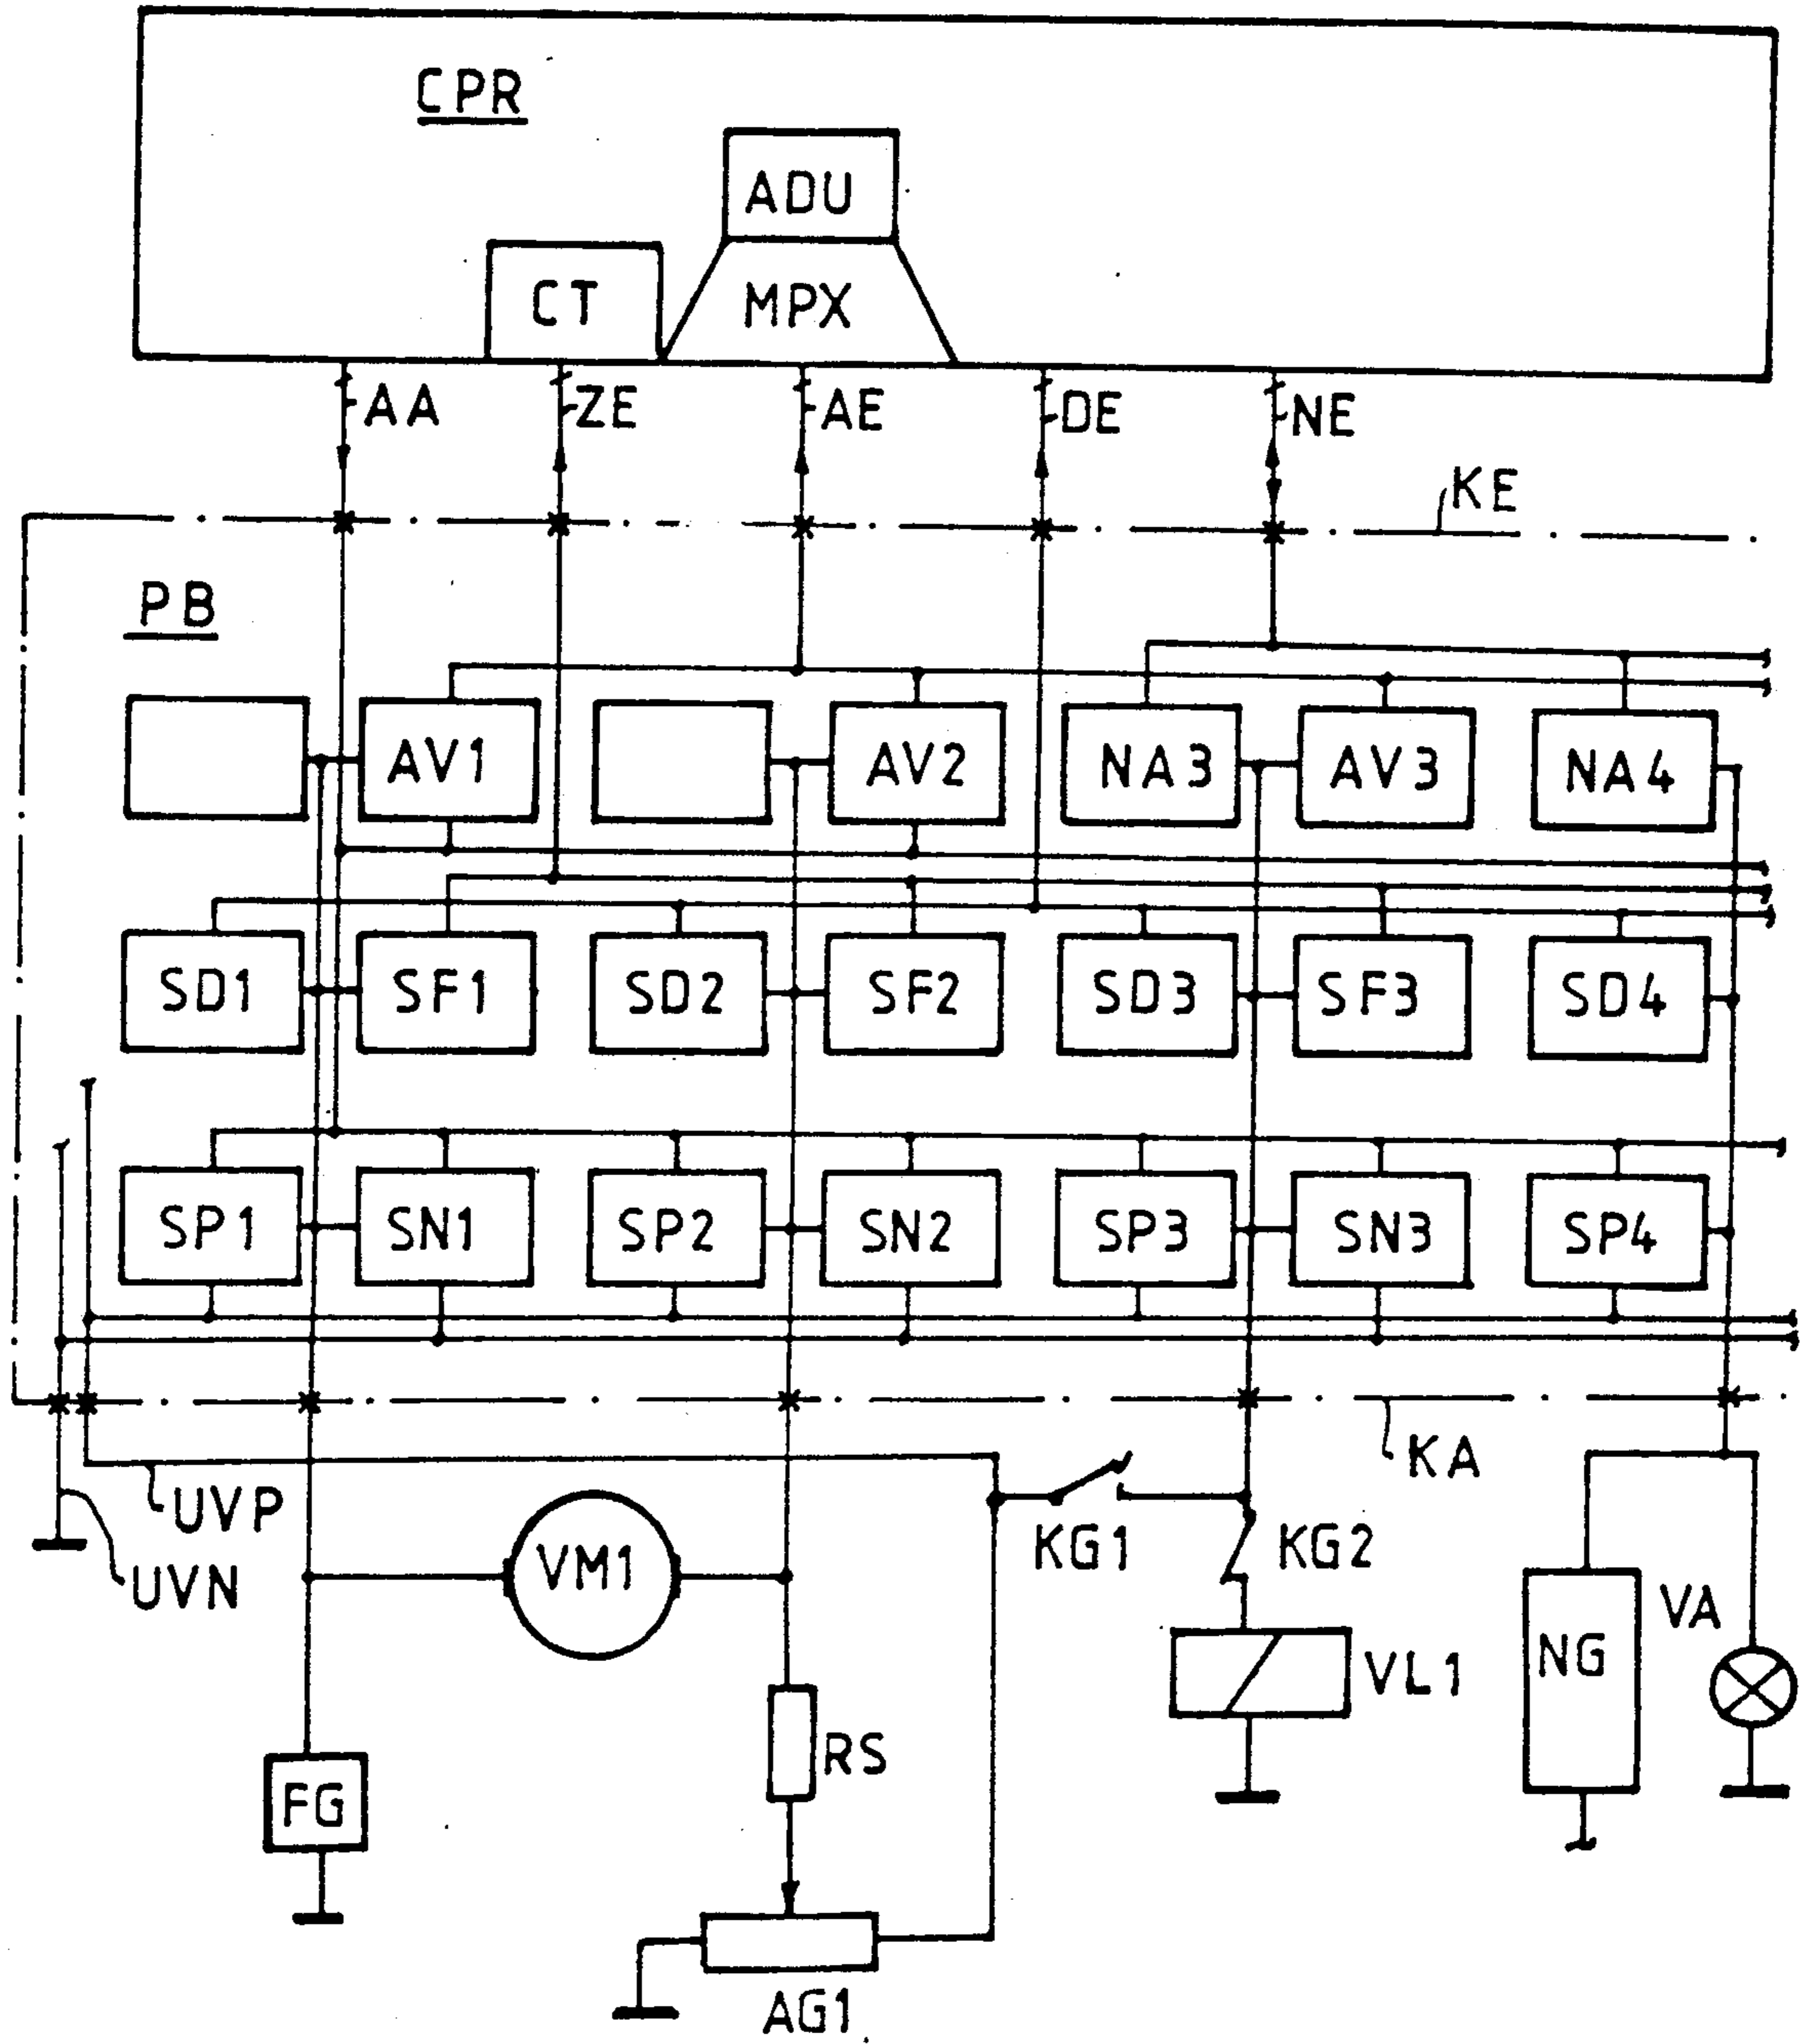 CPR
ADU
CT
MPX
AA
ZE
AE
DE
NE
KE
PB
AV1
AV2
NA3
AV3
NA4
SD1
SF1
SD2
SF2
SD3
SF3
SD4
SP1
SN1
SP2
SN2
SP3
SN3
SP4
KA
UVP
UVN
VM1
KG1
KG2
VA
NG
VL1
RS
FG
AG1